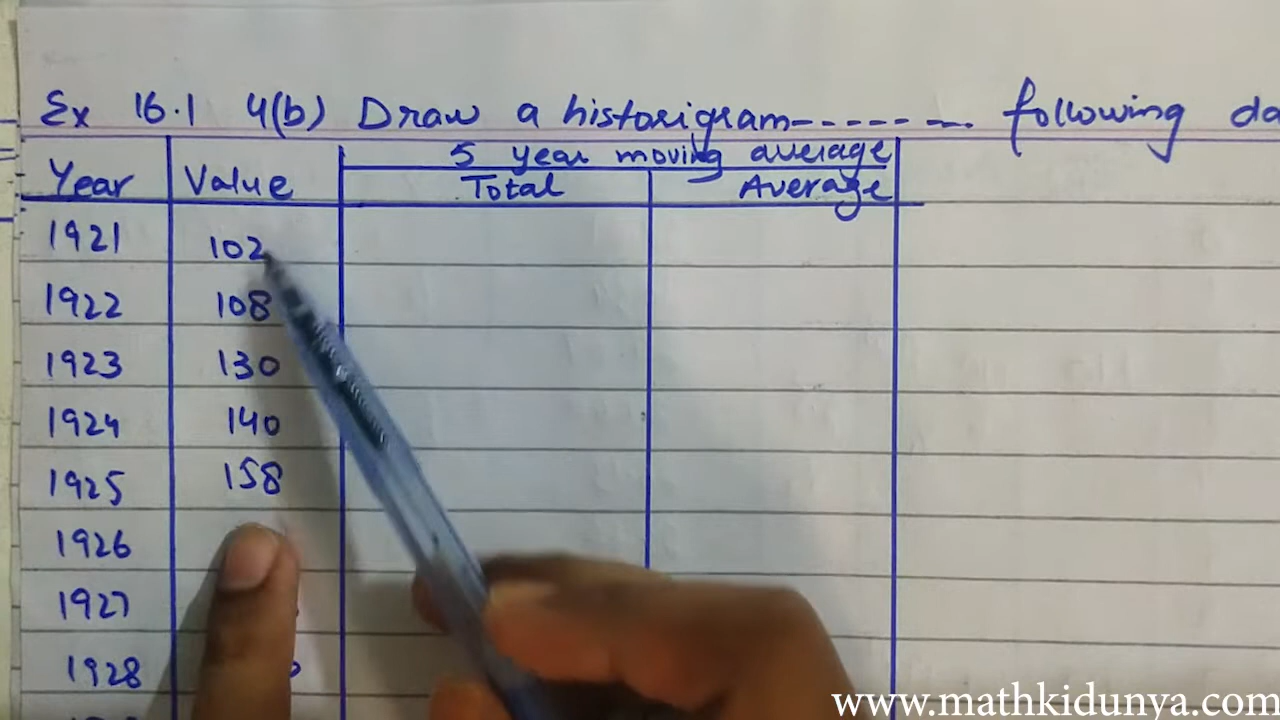 Ex 16.1 4(b) Draw a historigram------- following da
5 year moving average
Year Value Total Average
1921 102
1922 108
1923 130
1924 140
1925 158
1926
1927
1928
www.mathkidunya.com